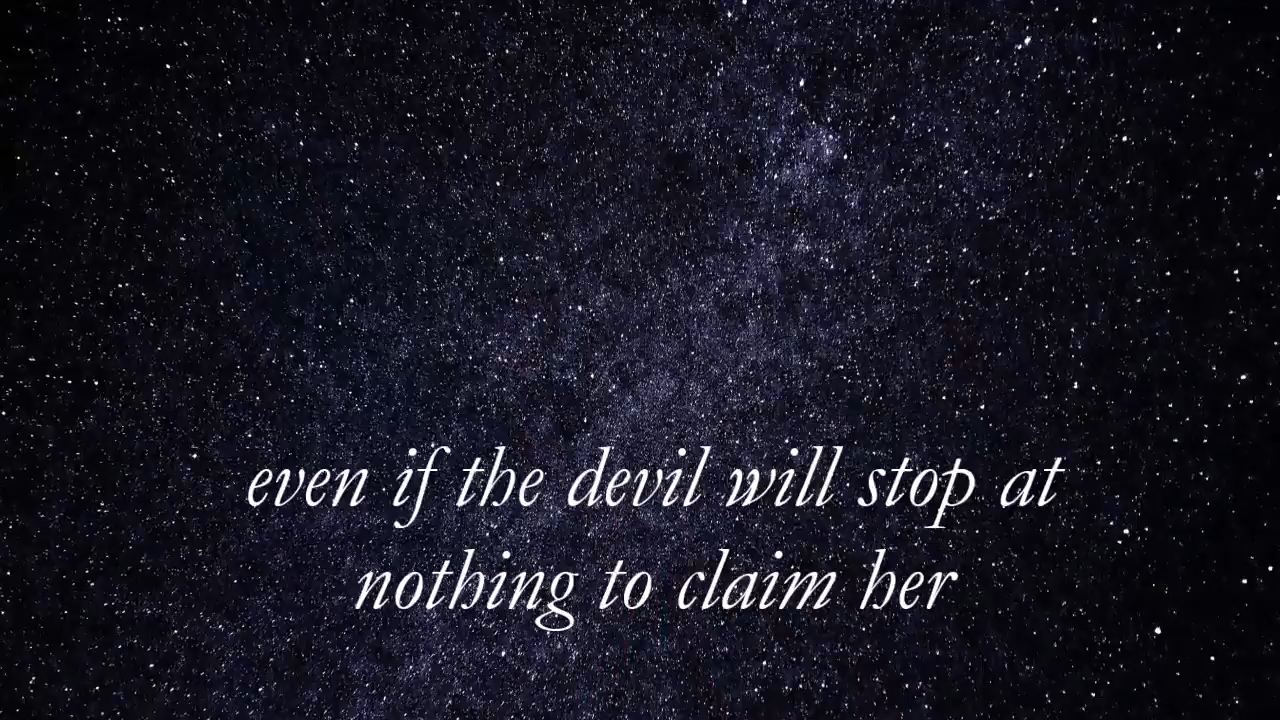 even if the devil will stop at
nothing to claim her